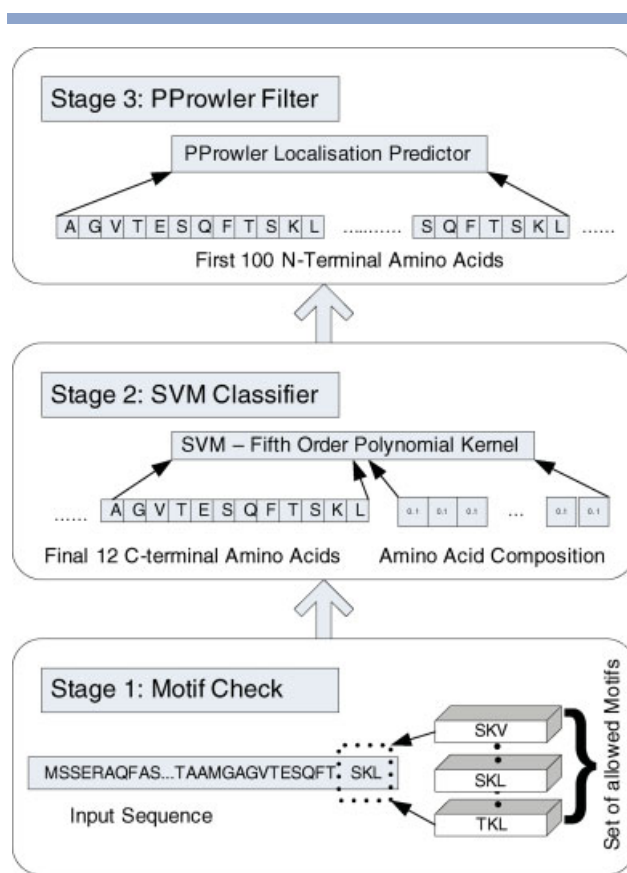 Stage 3: PProwler Filter
PProwler Localisation Predictor
A G V T E S Q F T S K L ............ S Q F T S K L ......
First 100 N-Terminal Amino Acids
Stage 2: SVM Classifier
SVM – Fifth Order Polynomial Kernel
...... A G V T E S Q F T S K L 0.1 0.1 0.1 ... 0.1 0.1
Final 12 C-terminal Amino Acids
Amino Acid Composition
Stage 1: Motif Check
MSSERAQFAS...TAAMGAGVTESQFT SKL
Input Sequence
SKV
SKL
TKL
Set of allowed Motifs